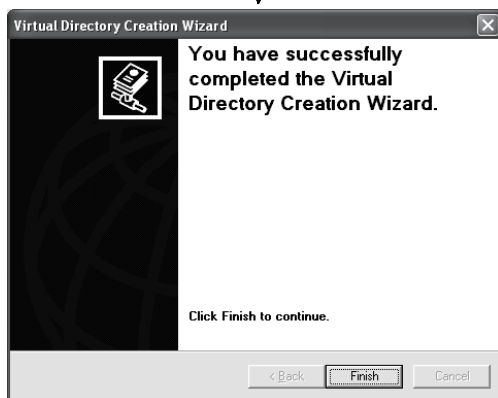 Virtual Directory Creation Wizard
You have successfully
completed the Virtual
Directory Creation Wizard.
Click Finish to continue.
< Back Finish Cancel